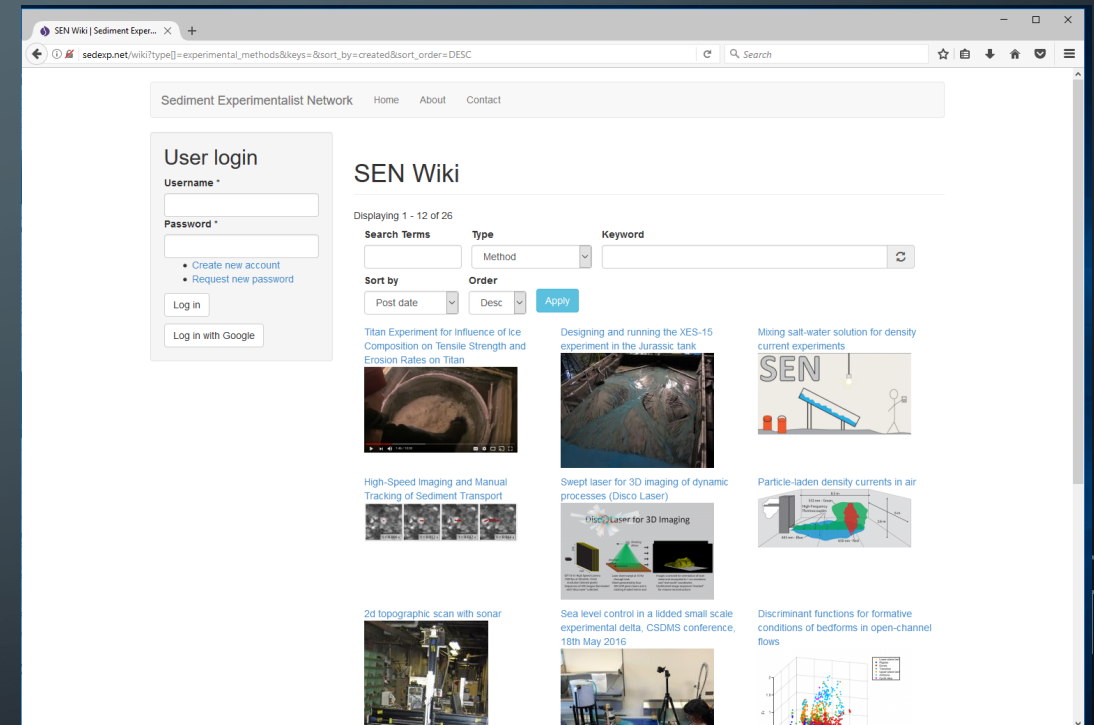 SEN Wiki | Sediment Exper...
sedexp.net/wiki?type[]=experimental_methods&keys=&sort_by=created&sort_order=DESC
Search
Sediment Experimentalist Network Home About Contact
User login
Username *
Password *
Create new account
Request new password
Log in
Log in with Google
SEN Wiki
Displaying 1 - 12 of 26
Search Terms Type Keyword
Method
Sort by Order
Post date Desc Apply
Titan Experiment for Influence of Ice
Composition on Tensile Strength and
Erosion Rates on Titan
Designing and running the XES-15
experiment in the Jurassic tank
Mixing salt-water solution for density
current experiments
SEN
High-Speed Imaging and Manual
Tracking of Sediment Transport
Swept laser for 3D imaging of dynamic
processes (Disco Laser)
Disco Laser for 3D Imaging
Particle-laden density currents in air
2d topographic scan with sonar
Sea level control in a lidded small scale
experimental delta, CSDMS conference,
18th May 2016
Discriminant functions for formative
conditions of bedforms in open-channel
flows